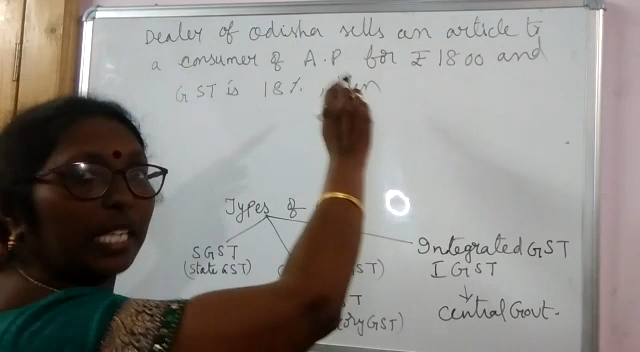 Dealer of Odisha sells an article to
a consumer of A.P for ₹1800 and
GST is 18%
Types of
SGST
(State GST)
Integrated GST
IGST
Central Govt.